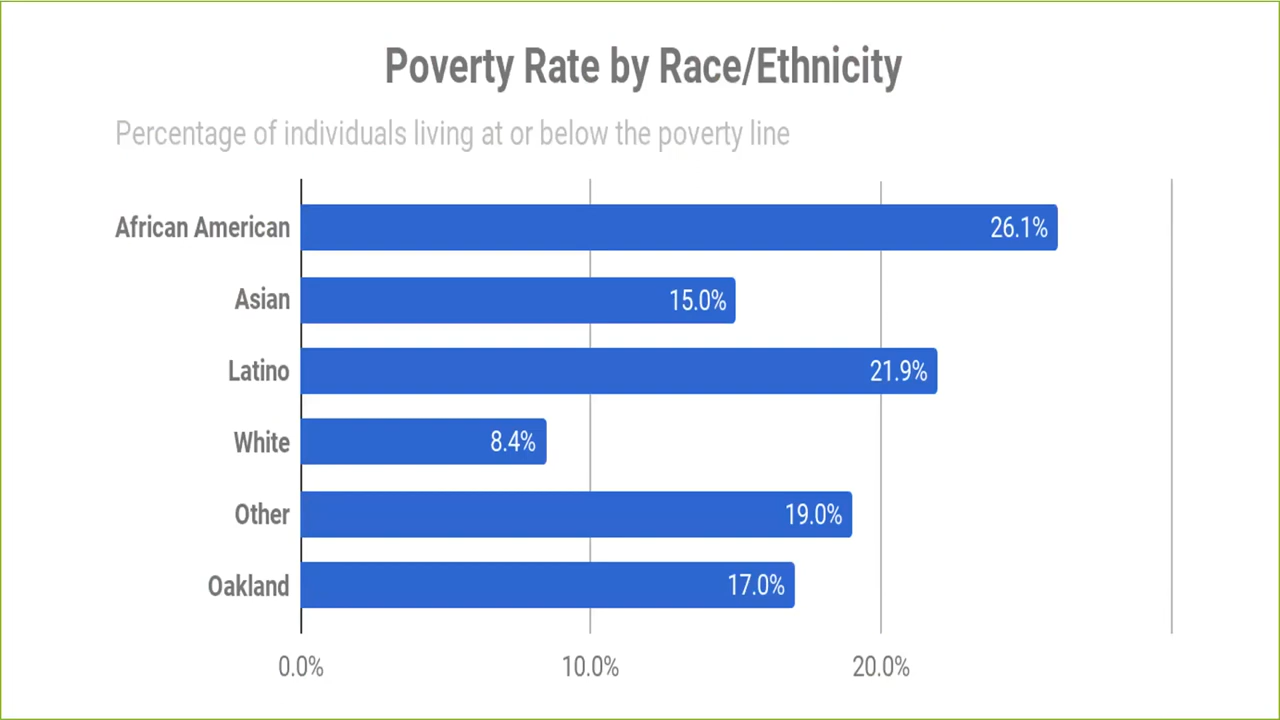 Poverty Rate by Race/Ethnicity
Percentage of individuals living at or below the poverty line
African American 26.1%
Asian 15.0%
Latino 21.9%
White 8.4%
Other 19.0%
Oakland 17.0%
0.0% 10.0% 20.0%